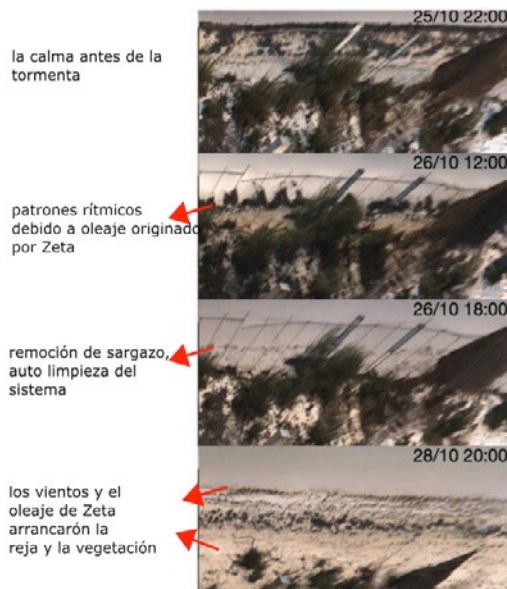 25/10 22:00
la calma antes de la
tormenta
26/10 12:00
patrones rítmicos
debido a oleaje originado
por Zeta
26/10 18:00
remoción de sargazo,
auto limpieza del
sistema
28/10 20:00
los vientos y el
oleaje de Zeta
arrancarón la
reja y la vegetación